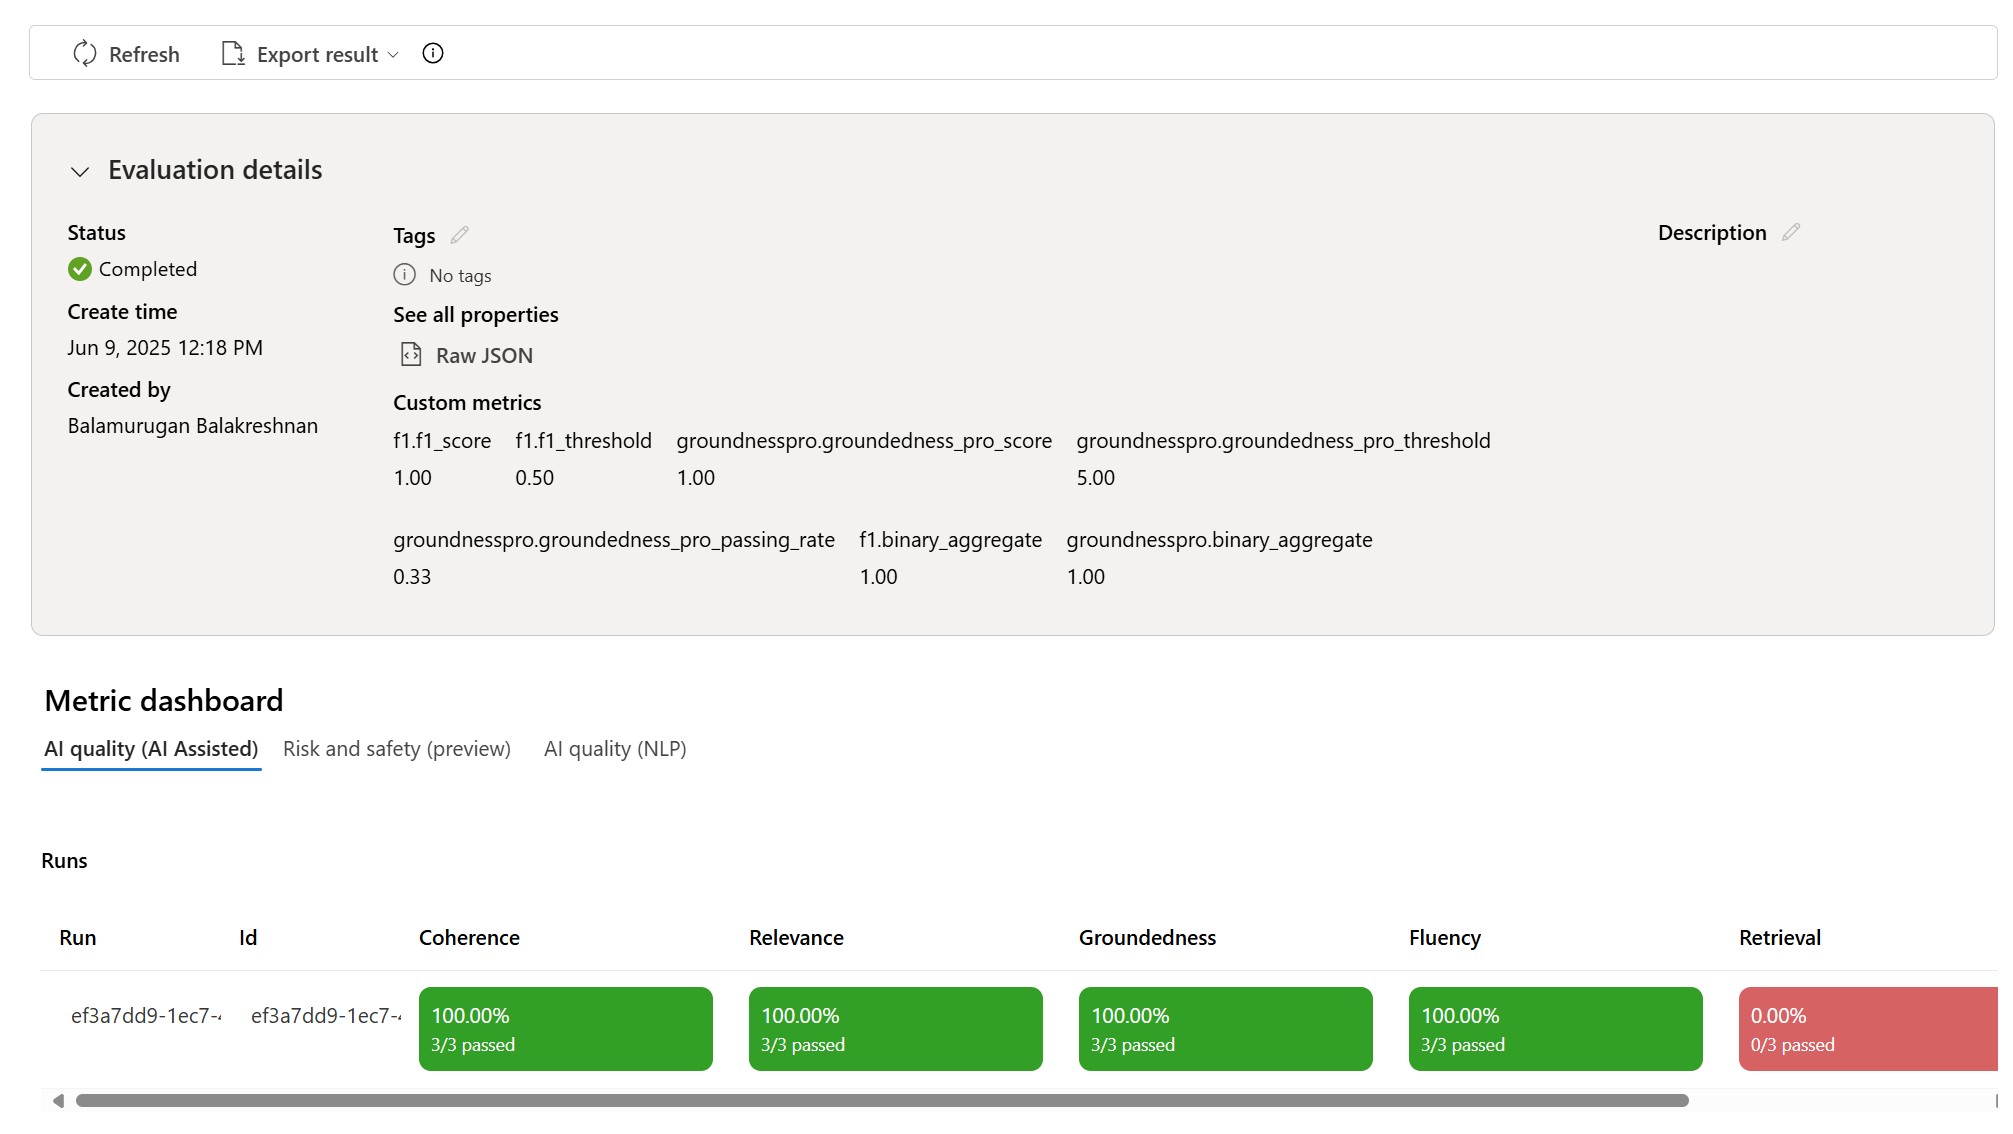 Refresh Export result
Evaluation details
Status
Completed
Create time
Jun 9, 2025 12:18 PM
Created by
Balamurugan Balakreshnan
Tags
No tags
See all properties
Raw JSON
Custom metrics
f1.f1_score f1.f1_threshold groundnesspro.groundedness_pro_score groundnesspro.groundedness_pro_threshold
1.00 0.50 1.00 5.00
groundnesspro.groundedness_pro_passing_rate f1.binary_aggregate groundnesspro.binary_aggregate
0.33 1.00 1.00
Description
Metric dashboard
AI quality (AI Assisted) Risk and safety (preview) AI quality (NLP)
Runs
Run Id Coherence Relevance Groundedness Fluency Retrieval
ef3a7dd9-1ec7- ef3a7dd9-1ec7- 100.00% 100.00% 100.00% 100.00% 0.00%
3/3 passed 3/3 passed 3/3 passed 3/3 passed 0/3 passed